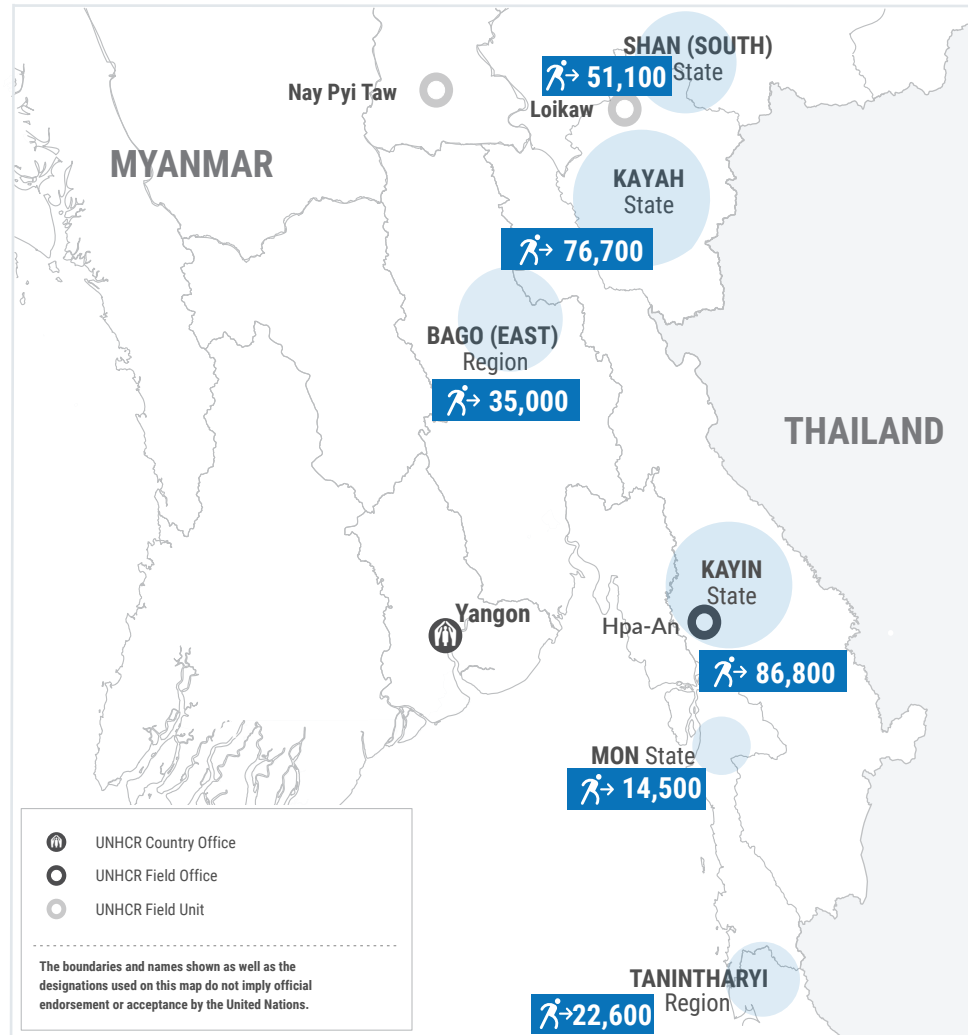 SHAN (SOUTH)
State
51,100
Nay Pyi Taw
Loikaw
MYANMAR
KAYAH
State
76,700
BAGO (EAST)
Region
35,000
THAILAND
KAYIN
State
Hpa-An
Yangon
86,800
MON State
14,500
UNHCR Country Office
UNHCR Field Office
UNHCR Field Unit
The boundaries and names shown as well as the
designations used on this map do not imply official
endorsement or acceptance by the United Nations.
TANINTHARYI
Region
22,600